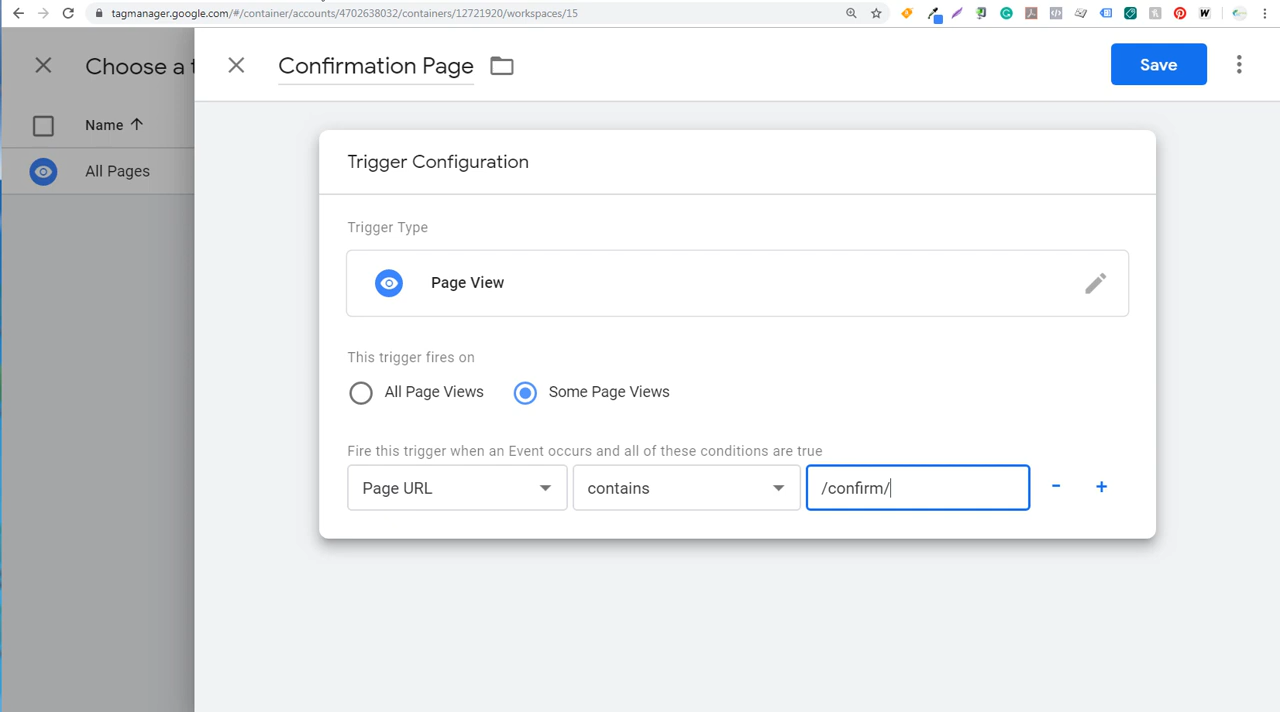 tagmanager.google.com/#/container/accounts/4702638032/containers/12721920/workspaces/15
Choose a t
Confirmation Page
Save
Name
All Pages
Trigger Configuration
Trigger Type
Page View
This trigger fires on
All Page Views
Some Page Views
Fire this trigger when an Event occurs and all of these conditions are true
Page URL
contains
/confirm/